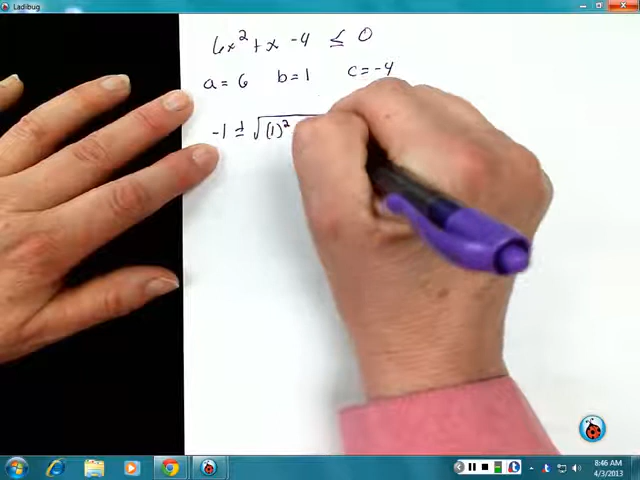 Ladibug
6x² + x - 4 ≤ 0
a = 6 b = 1 c = -4
-1 ± √(1)²
8:46 AM
4/3/2013